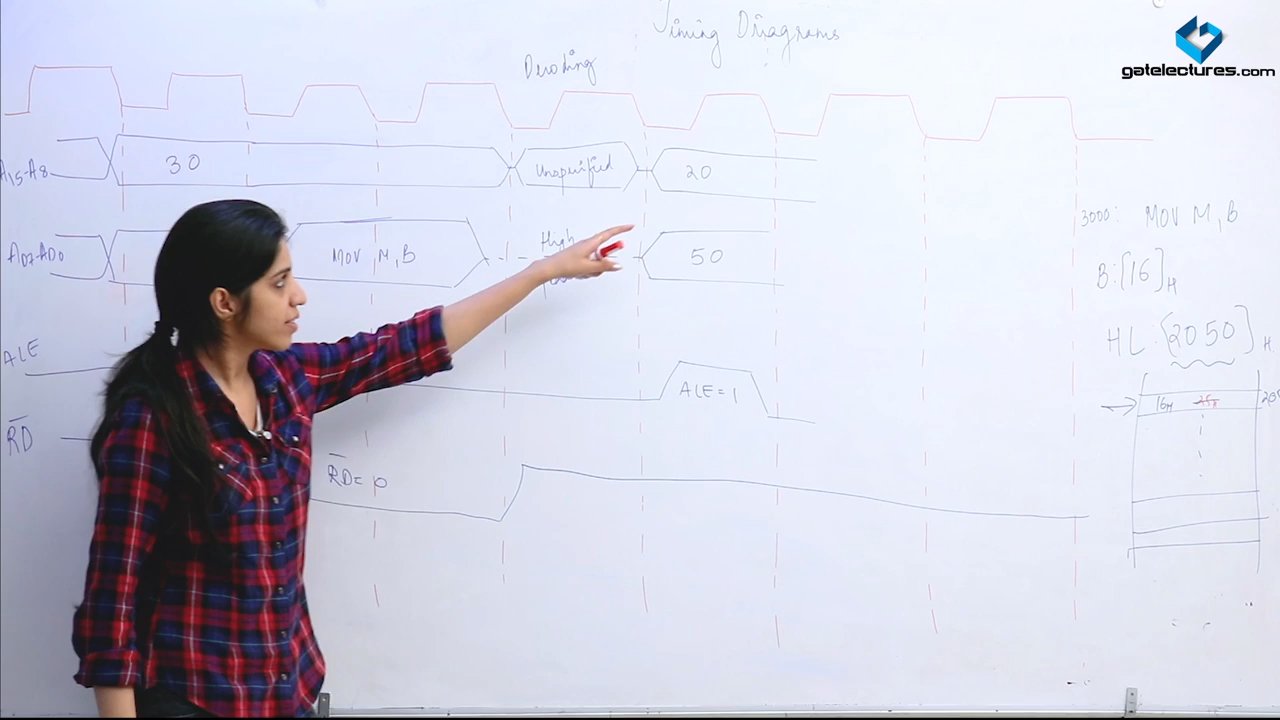 Timing Diagrams
gatelectures.com
Decoding
A15-A8
30
Unspecified
20
AD7-AD0
MOV M, B
High
50
3000: MOV M, B
B: [16]H
HL: {2050}H
ALE
ALE = 1
16H
RD
RD = 0